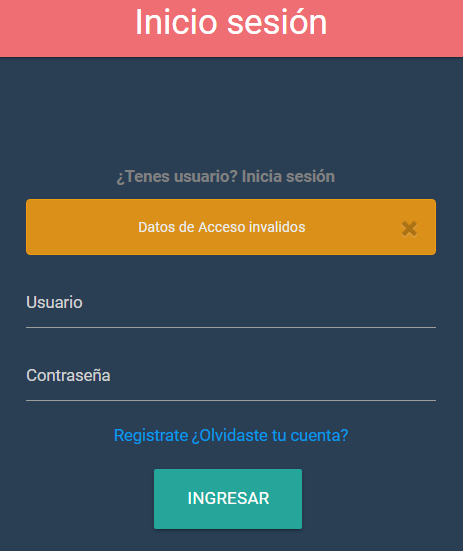 Inicio sesión
¿Tenes usuario? Inicia sesión
Datos de Acceso invalidos
Usuario
Contraseña
Registrate ¿Olvidaste tu cuenta?
INGRESAR